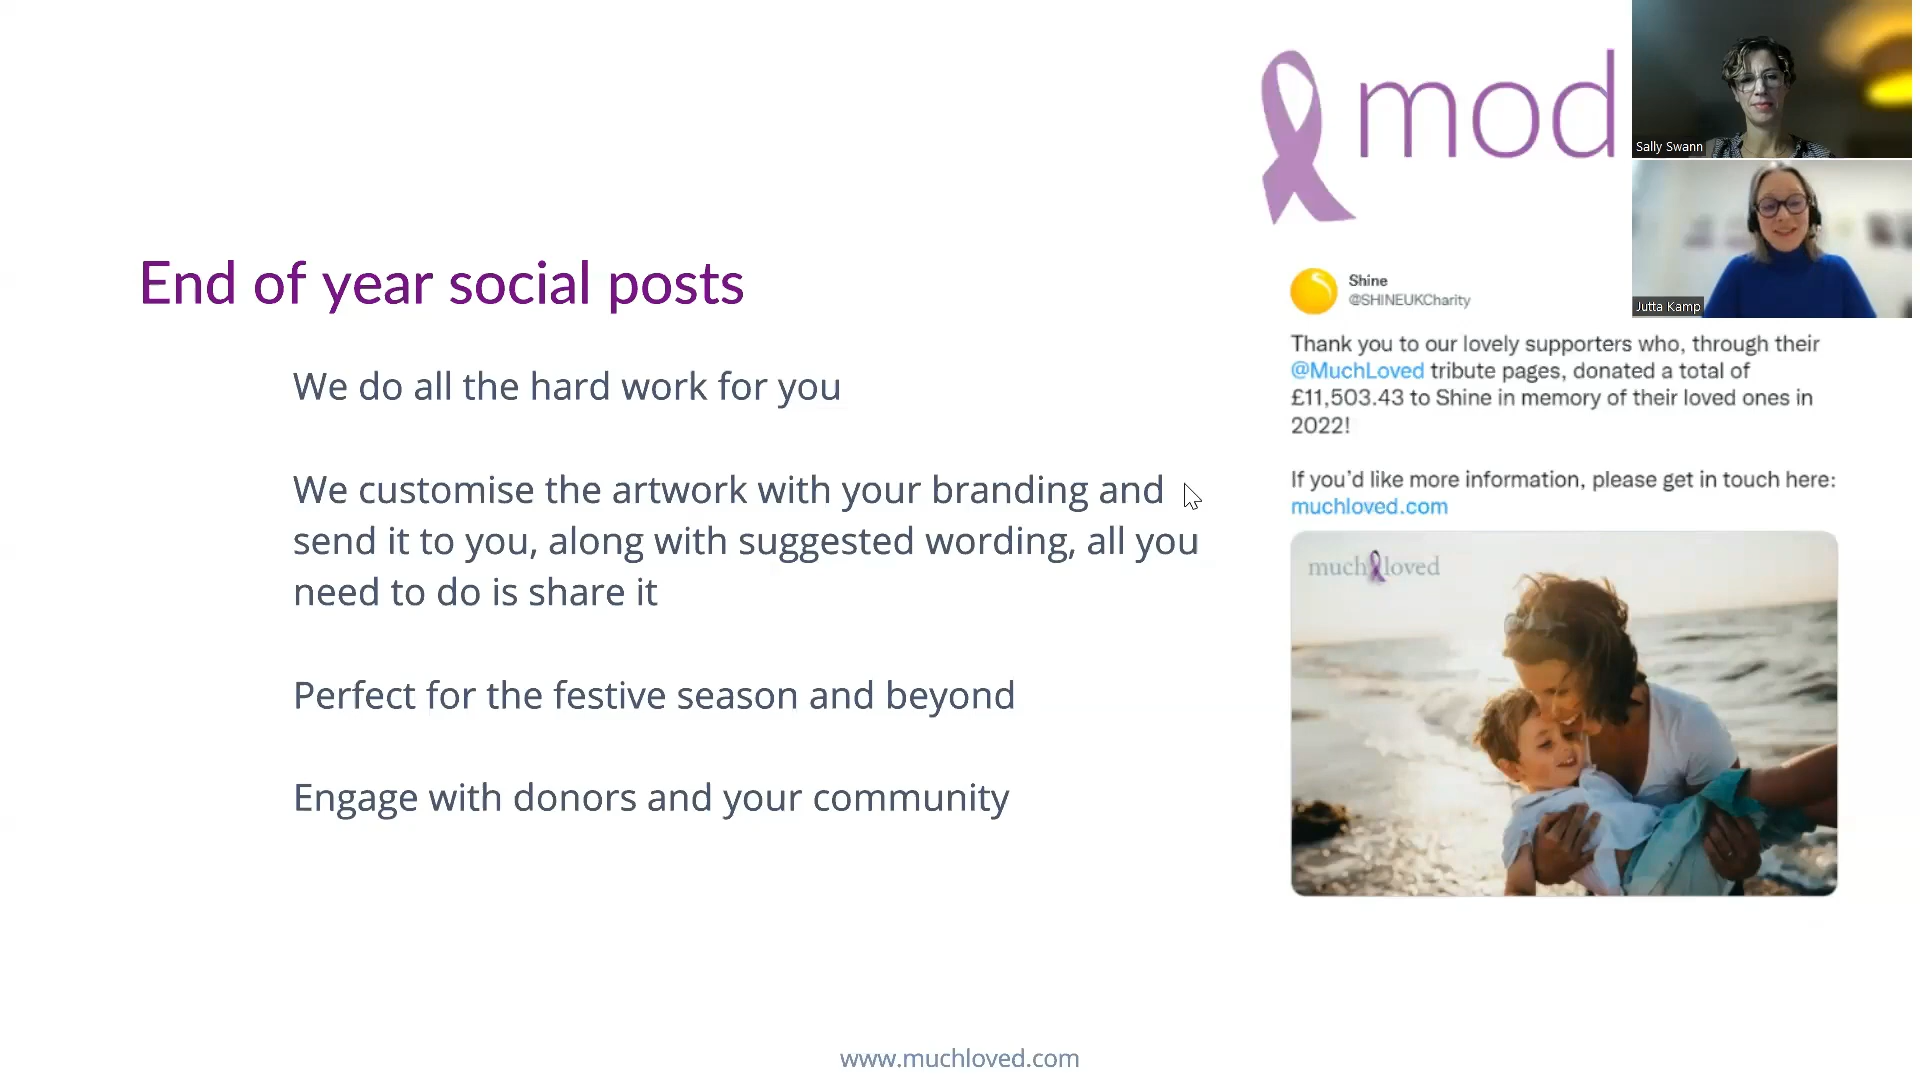 mod
Sally Swann
Jutta Kamp
End of year social posts
We do all the hard work for you
We customise the artwork with your branding and
send it to you, along with suggested wording, all you
need to do is share it
Perfect for the festive season and beyond
Engage with donors and your community
Shine
@SHINEUKCharity
Thank you to our lovely supporters who, through their
@MuchLoved tribute pages, donated a total of
£11,503.43 to Shine in memory of their loved ones in
2022!
If you’d like more information, please get in touch here:
muchloved.com
much loved
www.muchloved.com